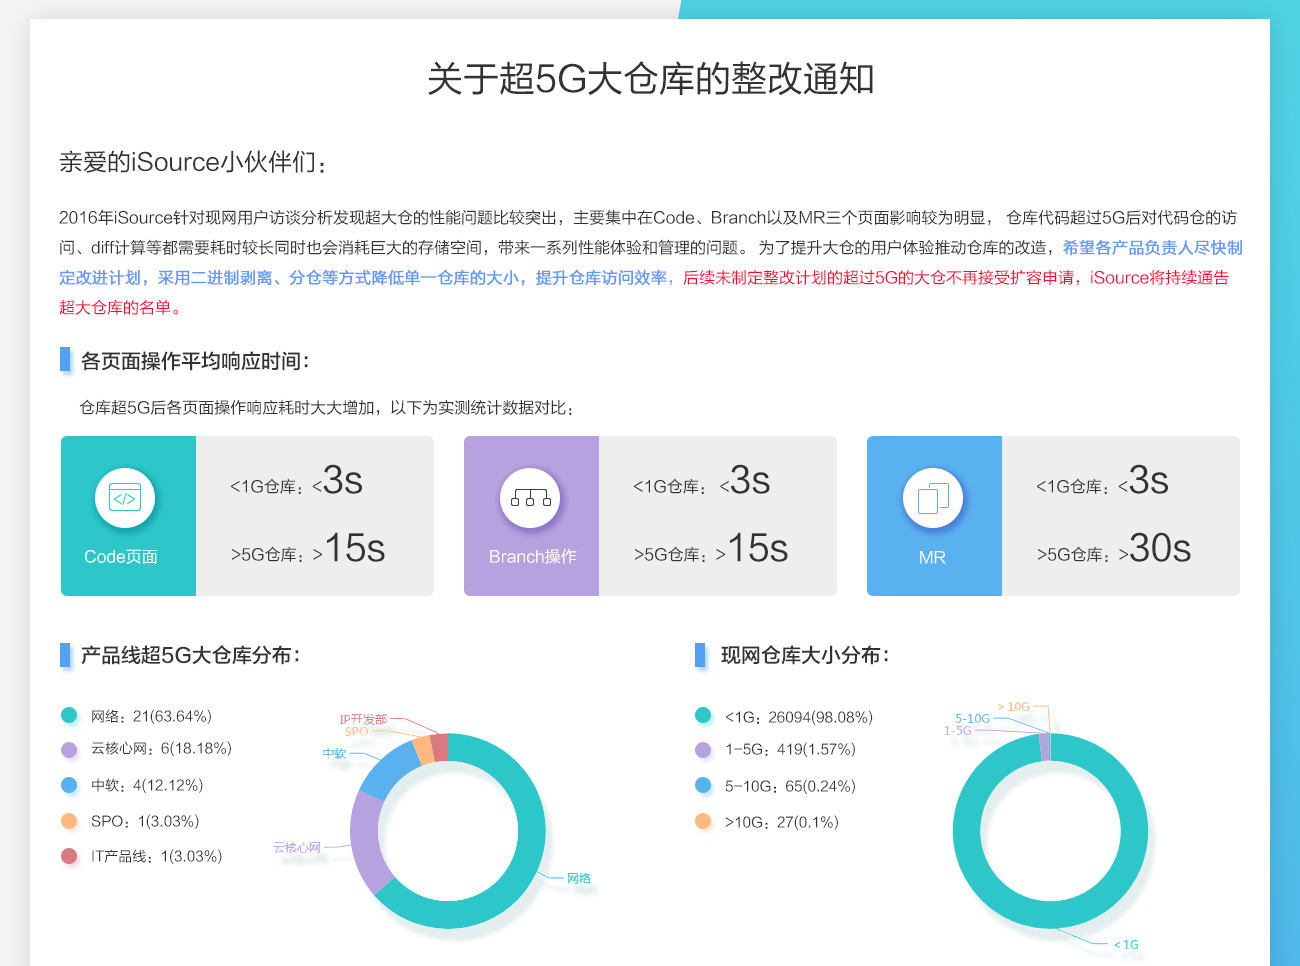 关于超5G大仓库的整改通知
亲爱的iSource小伙伴们：
2016年iSource针对现网用户访谈分析发现超大仓的性能问题比较突出，主要集中在Code、Branch以及MR三个页面影响较为明显， 仓库代码超过5G后对代码仓的访
问、diff计算等都需要耗时较长同时也会消耗巨大的存储空间，带来一系列性能体验和管理的问题。 为了提升大仓的用户体验推动仓库的改造，希望各产品负责人尽快制
定改进计划，采用二进制剥离、分仓等方式降低单一仓库的大小，提升仓库访问效率，后续未制定整改计划的超过5G的大仓不再接受扩容申请，iSource将持续通告
超大仓库的名单。
各页面操作平均响应时间：
仓库超5G后各页面操作响应耗时大大增加，以下为实测统计数据对比：
</>
Code页面
<1G仓库：<3s
>5G仓库：>15s
Branch操作
<1G仓库：<3s
>5G仓库：>15s
MR
<1G仓库：<3s
>5G仓库：>30s
产品线超5G大仓库分布：
网络：21(63.64%)
云核心网：6(18.18%)
中软：4(12.12%)
SPO：1(3.03%)
IT产品线：1(3.03%)
IP开发部
SPO
中软
云核心网
网络
现网仓库大小分布：
<1G：26094(98.08%)
1-5G：419(1.57%)
5-10G：65(0.24%)
>10G：27(0.1%)
> 10G
5-10G
1-5G
< 1G